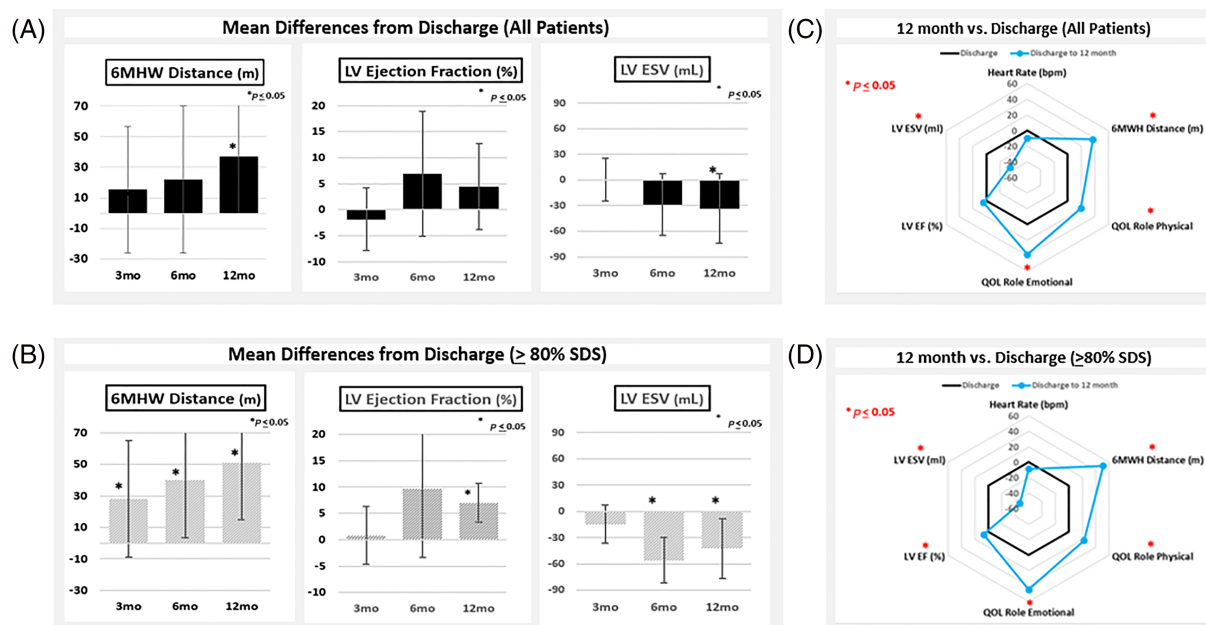 (A)
Mean Differences from Discharge (All Patients)
6MHW Distance (m)
*P ≤ 0.05
70
50
30
10
-10
-30
*
3mo
6mo
12mo
LV Ejection Fraction (%)
* P ≤ 0.05
20
15
10
5
0
-5
-10
3mo
6mo
12mo
LV ESV (mL)
* P ≤ 0.05
90
60
30
0
-30
-60
-90
*
3mo
6mo
12mo
(C)
12 month vs. Discharge (All Patients)
Discharge
Discharge to 12 month
* P ≤ 0.05
Heart Rate (bpm)
60
40
20
0
-20
-40
-60
*
LV ESV (ml)
*
6MWH Distance (m)
LV EF (%)
*
QOL Role Physical
*
QOL Role Emotional
(B)
Mean Differences from Discharge (≥ 80% SDS)
6MHW Distance (m)
*P ≤ 0.05
70
50
30
10
-10
-30
*
*
*
3mo
6mo
12mo
LV Ejection Fraction (%)
* P ≤ 0.05
20
15
10
5
0
-5
-10
*
3mo
6mo
12mo
LV ESV (mL)
* P ≤ 0.05
90
60
30
0
-30
-60
-90
*
*
3mo
6mo
12mo
(D)
12 month vs. Discharge (≥80% SDS)
Discharge
Discharge to 12 month
* P ≤ 0.05
Heart Rate (bpm)
60
40
20
0
-20
-40
-60
*
LV ESV (ml)
*
6MWH Distance (m)
*
LV EF (%)
*
QOL Role Physical
*
QOL Role Emotional